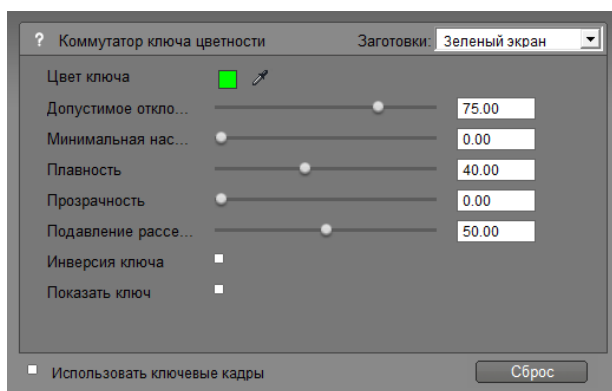 ? Коммутатор ключа цветности Заготовки: Зеленый экран
Цвет ключа
Допустимое откло... 75.00
Минимальная нас... 0.00
Плавность 40.00
Прозрачность 0.00
Подавление рассе... 50.00
Инверсия ключа
Показать ключ
Использовать ключевые кадры Сброс